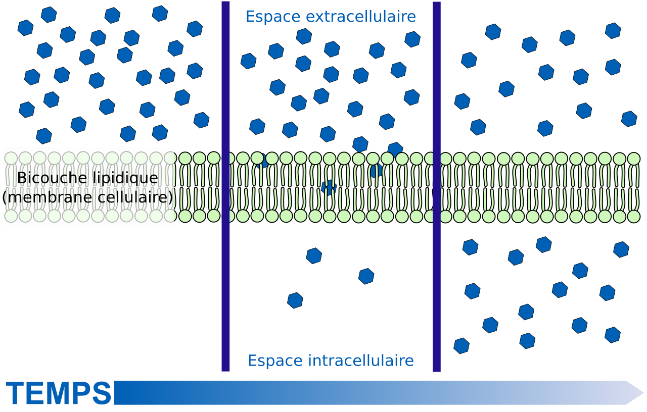 Espace extracellulaire
Bicouche lipidique
(membrane cellulaire)
Espace intracellulaire
TEMPS